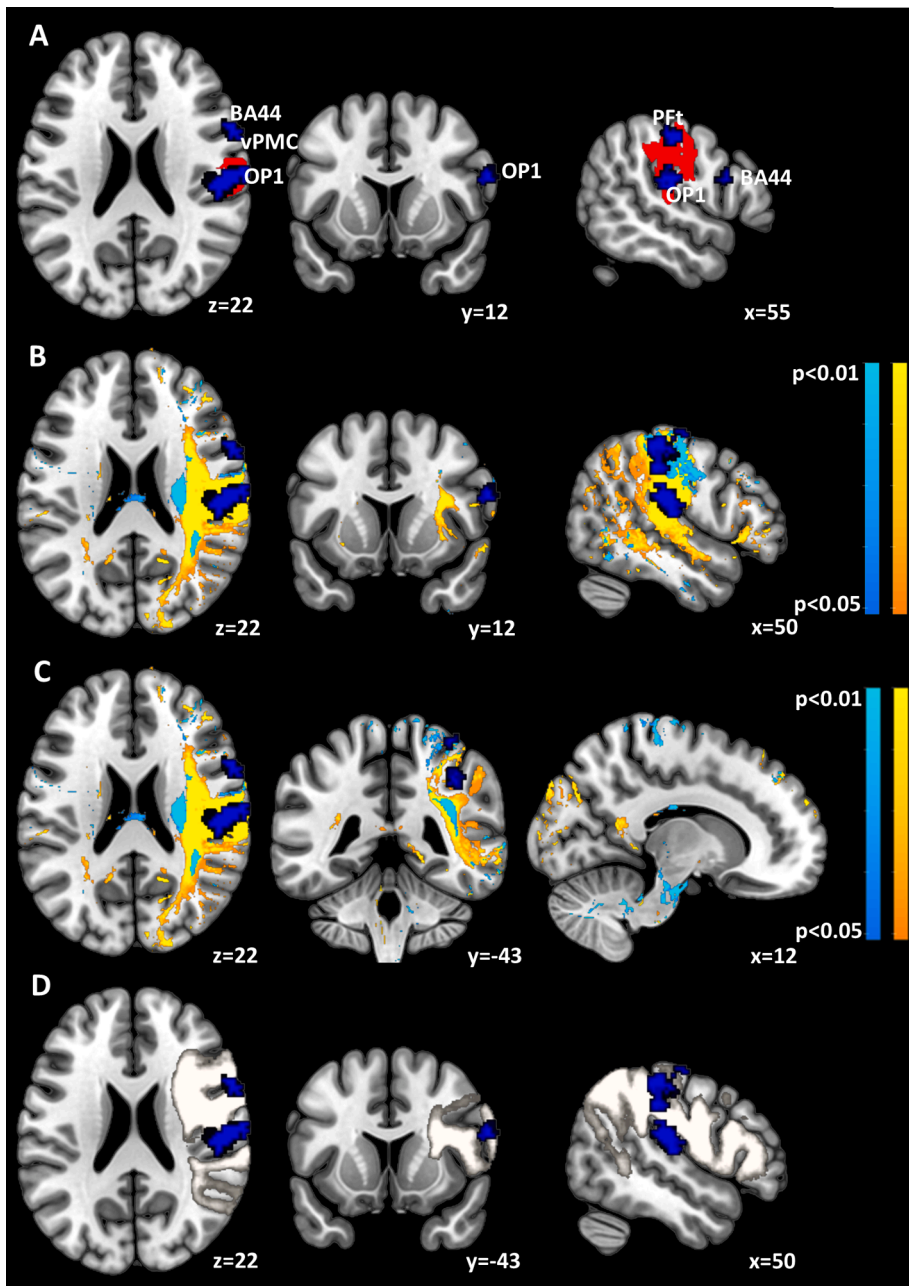 A
BA44
vPMC
OP1
OP1
PFt
OP1
BA44
z=22
y=12
x=55
B
p<0.01
p<0.05
z=22
y=12
x=50
C
p<0.01
p<0.05
z=22
y=-43
x=12
D
z=22
y=-43
x=50